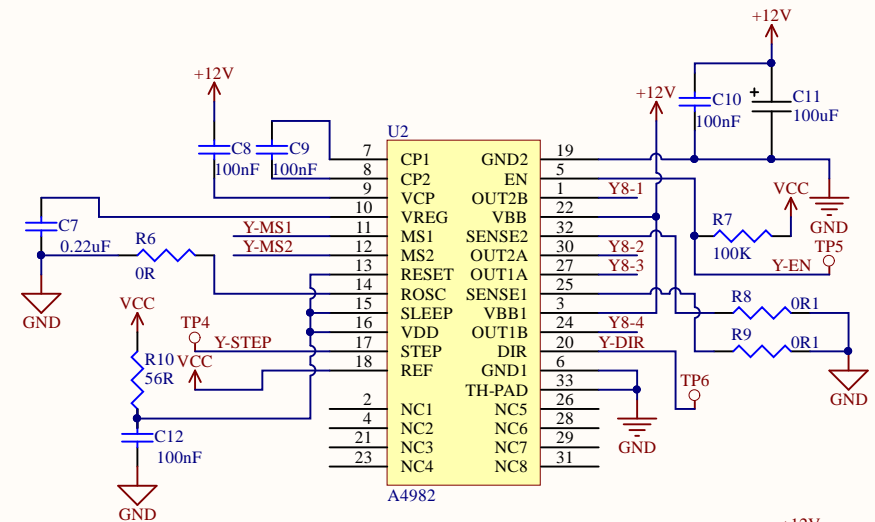 +12V
+12V
+12V
C8
100nF
C9
100nF
C10
100nF
C11
100uF
+
U2
7 CP1 GND2 19
8 CP2 EN 5
9 VCP OUT2B 1 Y8-1
10 VREG VBB 22
Y-MS1 11 MS1 SENSE2 32
Y-MS2 12 MS2 OUT2A 30 Y8-2
13 RESET OUT1A 27 Y8-3
14 ROSC SENSE1 25
15 SLEEP VBB1 3
16 VDD OUT1B 24 Y8-4
Y-STEP 17 STEP DIR 20 Y-DIR
18 REF GND1 6
TH-PAD 33
2 NC1 NC5 26
4 NC2 NC6 28
21 NC3 NC7 29
23 NC4 NC8 31
A4982
C7
0.22uF
R6
0R
GND
VCC
TP4
VCC
R10
56R
C12
100nF
GND
VCC
R7
100K
GND
TP5
Y-EN
R8 0R1
R9 0R1
TP6
GND
GND
+12V